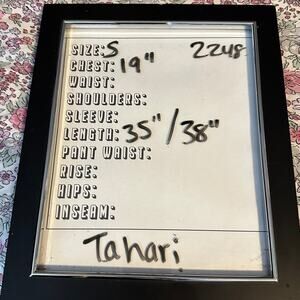 SIZE: S 2248
CHEST: 19"
WAIST:
SHOULDERS:
SLEEVE:
LENGTH: 35"/38"
PANT WAIST:
RISE:
HIPS:
INSEAM:
Tahari